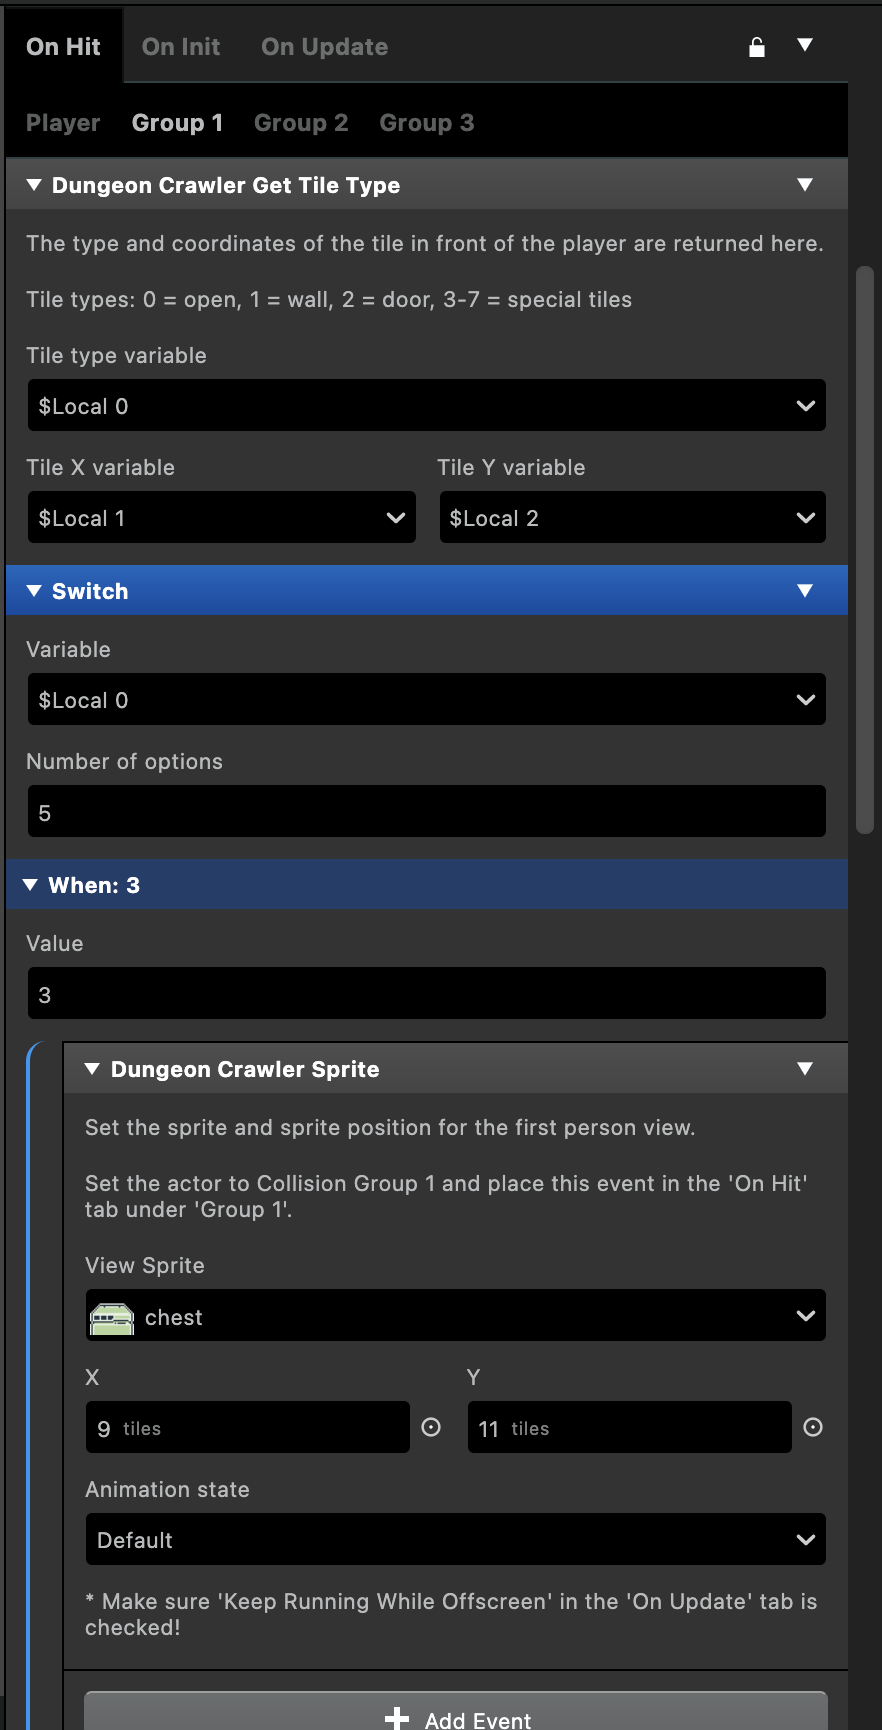 On Hit On Init On Update
Player Group 1 Group 2 Group 3
Dungeon Crawler Get Tile Type
The type and coordinates of the tile in front of the player are returned here.
Tile types: 0 = open, 1 = wall, 2 = door, 3-7 = special tiles
Tile type variable
$Local 0
Tile X variable Tile Y variable
$Local 1 $Local 2
Switch
Variable
$Local 0
Number of options
5
When: 3
Value
3
Dungeon Crawler Sprite
Set the sprite and sprite position for the first person view.
Set the actor to Collision Group 1 and place this event in the 'On Hit'
tab under 'Group 1'.
View Sprite
chest
X Y
9 tiles 11 tiles
Animation state
Default
* Make sure 'Keep Running While Offscreen' in the 'On Update' tab is
checked!
Add Event